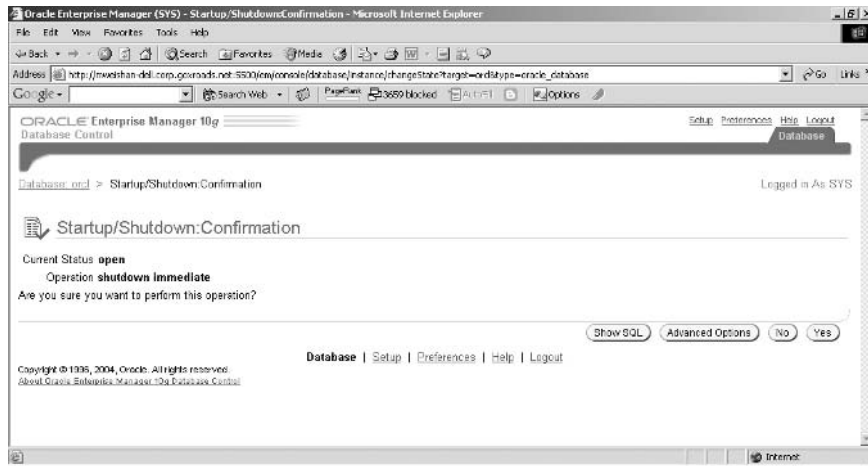 Oracle Enterprise Manager (SYS) - Startup/Shutdown:Confirmation - Microsoft Internet Explorer
File Edit View Favorites Tools Help
Back Search Favorites Media
Address http://mweishan-dell.corp.goxroads.net:5500/em/console/database/instance/changeState?target=orcl&type=oracle_database Go Links
Google Search Web PageRank 3659 blocked AutoFill Options
ORACLE Enterprise Manager 10g
Database Control
Setup Preferences Help Logout
Database
Database: orcl > Startup/Shutdown:Confirmation
Logged in As SYS
Startup/Shutdown:Confirmation
Current Status open
Operation shutdown immediate
Are you sure you want to perform this operation?
Show SQL Advanced Options No Yes
Database | Setup | Preferences | Help | Logout
Copyright © 1996, 2004, Oracle. All rights reserved.
About Oracle Enterprise Manager 10g Database Control
Internet